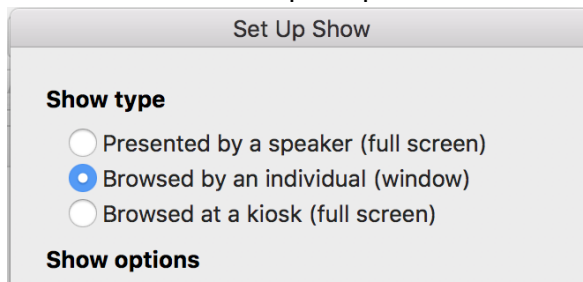 Set Up Show
Show type
Presented by a speaker (full screen)
Browsed by an individual (window)
Browsed at a kiosk (full screen)
Show options